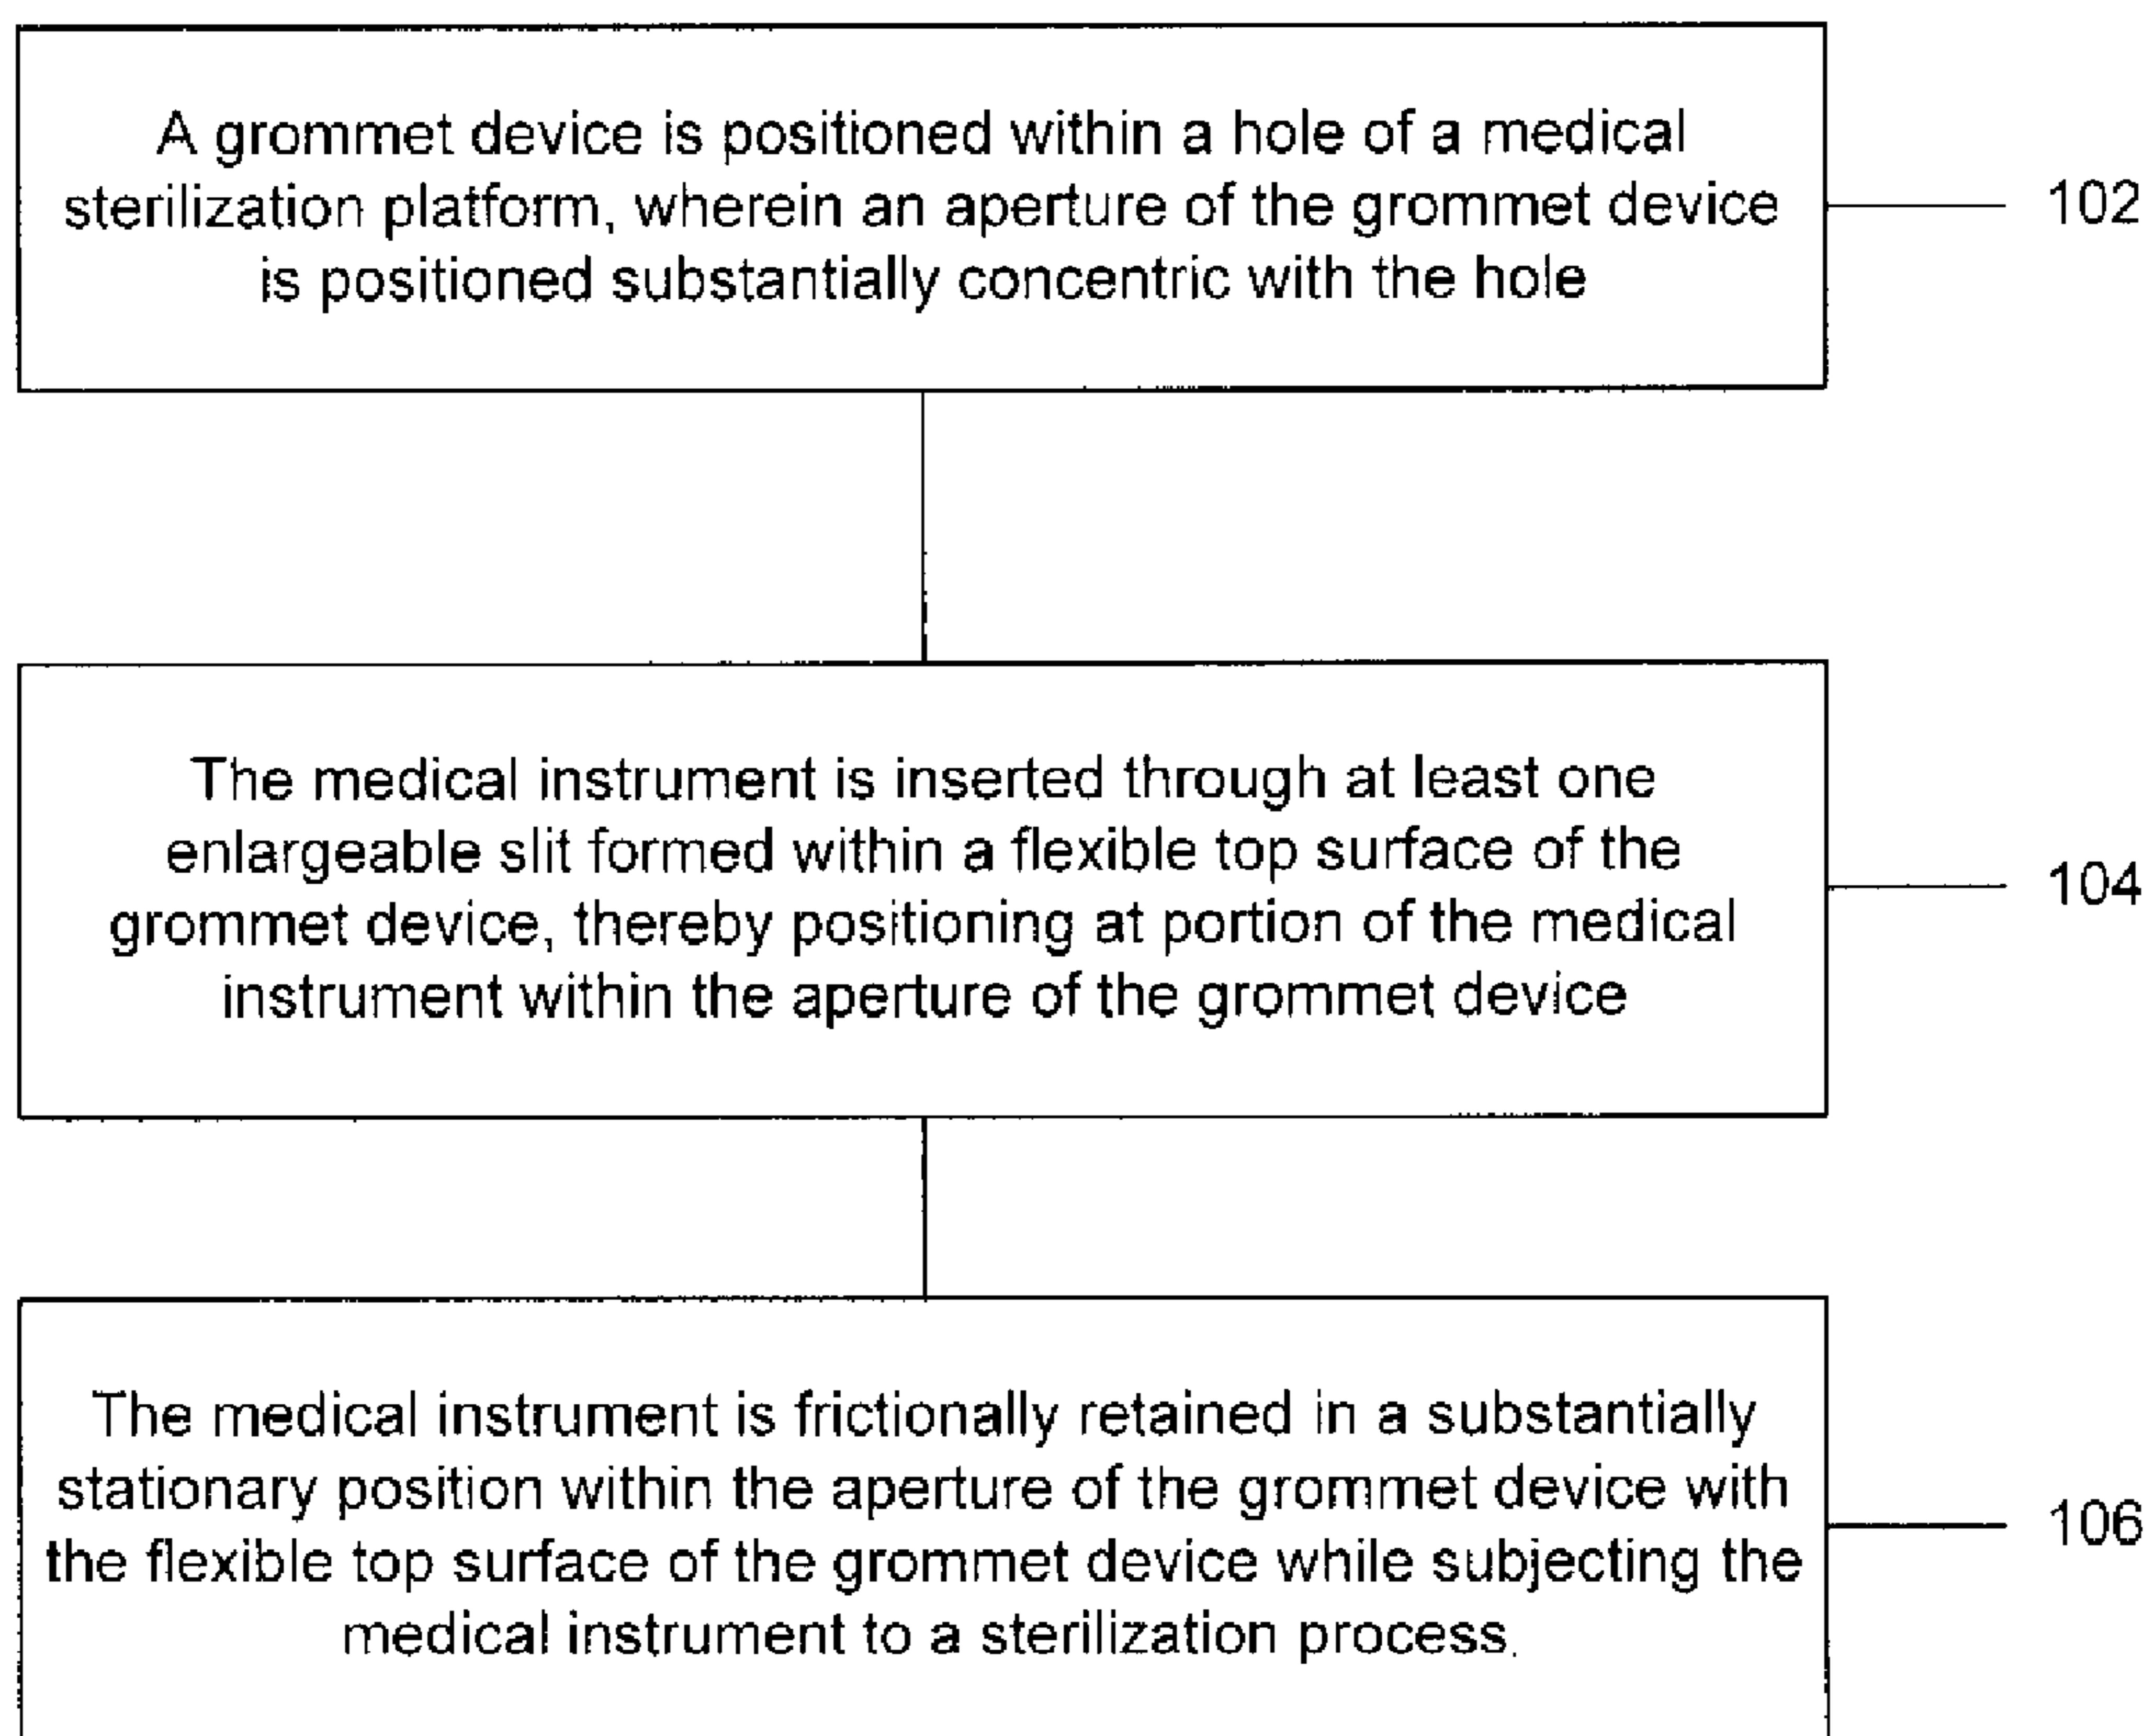 A grommet device is positioned within a hole of a medical
sterilization platform, wherein an aperture of the grommet device
is positioned substantially concentric with the hole
102
The medical instrument is inserted through at least one
enlargeable slit formed within a flexible top surface of the
grommet device, thereby positioning at portion of the medical
instrument within the aperture of the grommet device
104
The medical instrument is frictionally retained in a substantially
stationary position within the aperture of the grommet device with
the flexible top surface of the grommet device while subjecting the
medical instrument to a sterilization process.
106